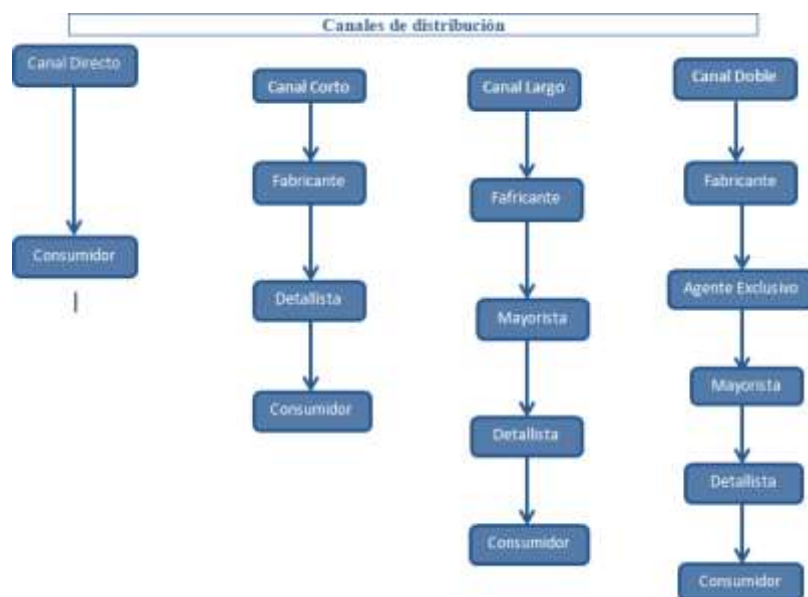 Canales de distribución
Canal Directo
Consumidor
Canal Corto
Fabricante
Detallista
Consumidor
Canal Largo
Fafricante
Mayorista
Detallista
Consumidor
Canal Doble
Fabricante
Agente Exclusivo
Mayorista
Detallista
Consumidor